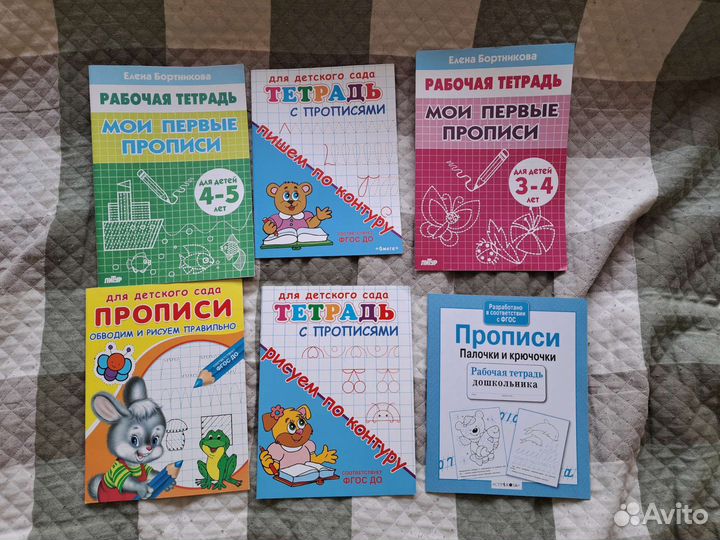 Елена Бортникова
РАБОЧАЯ ТЕТРАДЬ
МОИ ПЕРВЫЕ
ПРОПИСИ
для детей
4-5
лет
для детского сада
ТЕТРАДЬ
С ПРОПИСЯМИ
пишем по контуру
СООТВЕТСТВУЕТ
ФГОС ДО
Омега
Елена Бортникова
РАБОЧАЯ ТЕТРАДЬ
МОИ ПЕРВЫЕ
ПРОПИСИ
для детей
3-4
лет
для детского сада
ПРОПИСИ
ОБВОДИМ И РИСУЕМ ПРАВИЛЬНО
ФГОС ДО
для детского сада
ТЕТРАДЬ
С ПРОПИСЯМИ
рисуем по контуру
СООТВЕТСТВУЕТ
ФГОС ДО
Разработано
в соответствии
с ФГОС
Прописи
Палочки и крючочки
Рабочая тетрадь
дошкольника
Avito